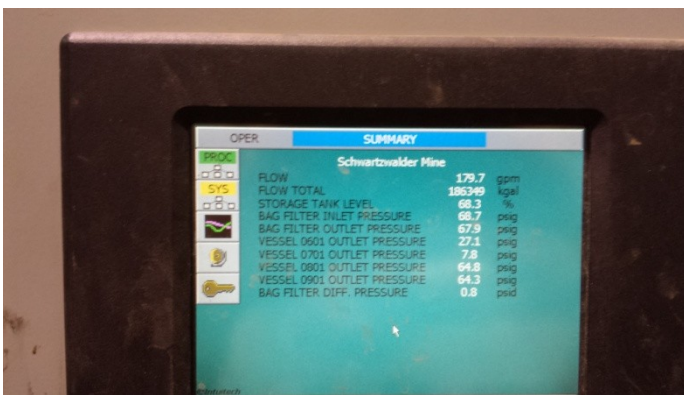 OPER SUMMARY
PROC
SYS
Schwartzwalder Mine
FLOW 179.7 gpm
FLOW TOTAL 186349 kgal
STORAGE TANK LEVEL 68.3 %
BAG FILTER INLET PRESSURE 68.7 psig
BAG FILTER OUTLET PRESSURE 67.9 psig
VESSEL 0601 OUTLET PRESSURE 27.1 psig
VESSEL 0701 OUTLET PRESSURE 7.8 psig
VESSEL 0801 OUTLET PRESSURE 64.8 psig
VESSEL 0901 OUTLET PRESSURE 64.3 psig
BAG FILTER DIFF. PRESSURE 0.8 psid